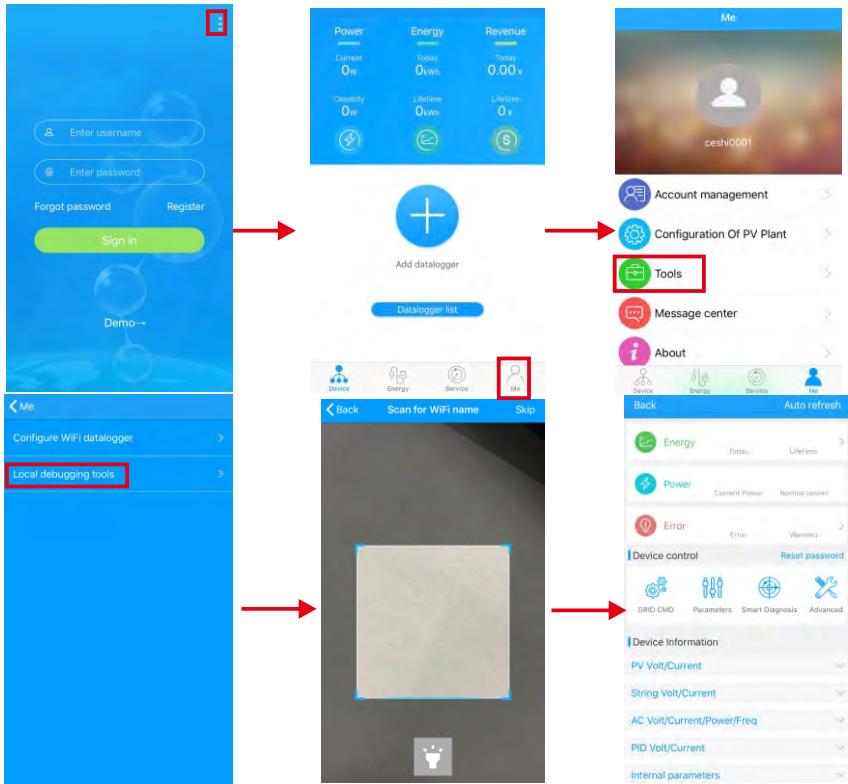 Enter username
Enter password
Forgot password Register
Sign in
Demo→
Power Energy Revenue
Current Today Today
0w 0kWh 0.00 ¥
Capacity Lifetime Lifetime
0w 0kWh 0 ¥
Add datalogger
Datalogger list
Device Energy Service Me
Me
ceshi0001
Account management
Configuration Of PV Plant
Tools
Message center
About
Device Energy Service Me
Me
Configure WiFi datalogger
Local debugging tools
Back Scan for WiFi name Skip
Back Auto refresh
Energy
Today Lifetime
Power
Current Power Normal power
Error
Error Warning
Device control Reset password
GRID CMD Parameters Smart Diagnosis Advanced
Device Information
PV Volt/Current
String Volt/Current
AC Volt/Current/Power/Freq
PID Volt/Current
Internal parameters